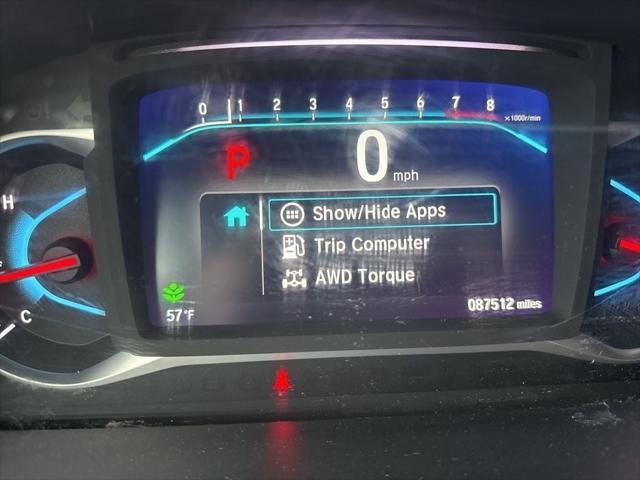 0 1 2 3 4 5 6 7 8
×1000r/min
P 0 mph
H
Show/Hide Apps
Trip Computer
AWD Torque
C
57°F
087512 miles